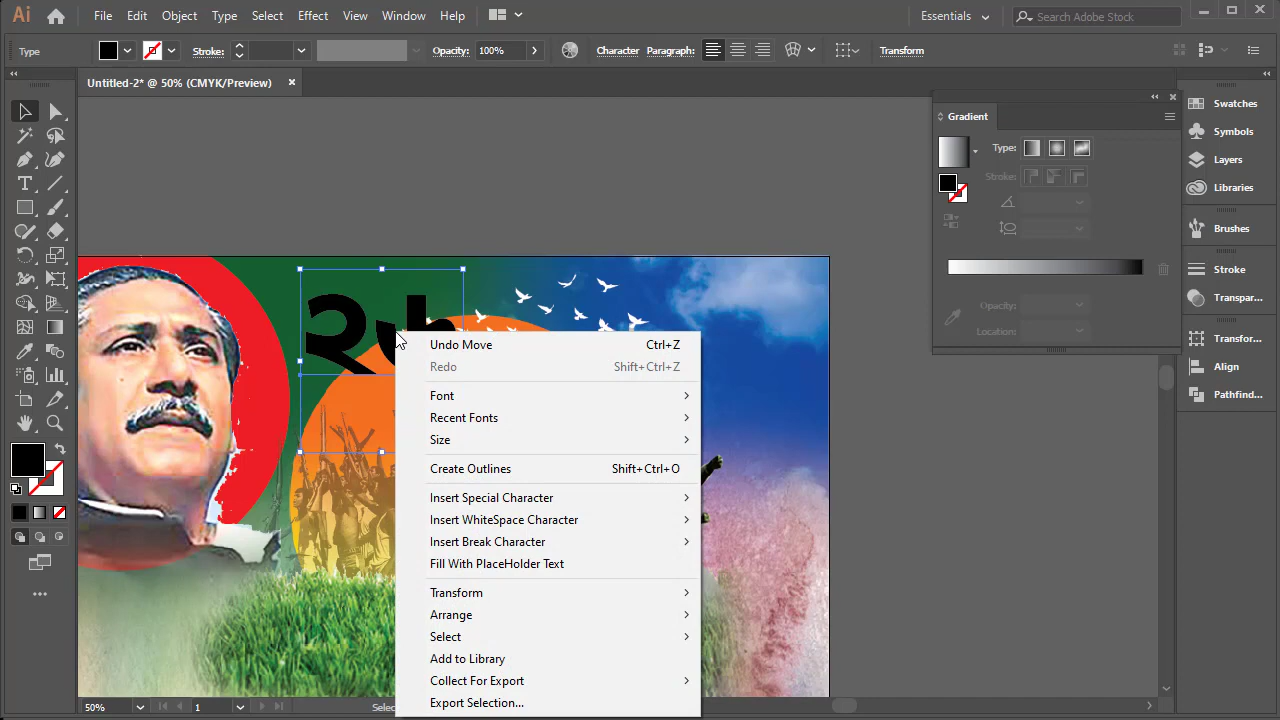 Ai File Edit Object Type Select Effect View Window Help Essentials Search Adobe Stock
Type Stroke: Opacity: 100% Character Paragraph: Transform
Untitled-2* @ 50% (CMYK/Preview)
Gradient
Type:
Stroke:
Opacity:
Location:
Swatches
Symbols
Layers
Libraries
Brushes
Stroke
Transpar...
Transfor...
Align
Pathfind...
Undo Move Ctrl+Z
Redo Shift+Ctrl+Z
Font
Recent Fonts
Size
Create Outlines Shift+Ctrl+O
Insert Special Character
Insert WhiteSpace Character
Insert Break Character
Fill With PlaceHolder Text
Transform
Arrange
Select
Add to Library
Collect For Export
Export Selection...
50% 1 Selec